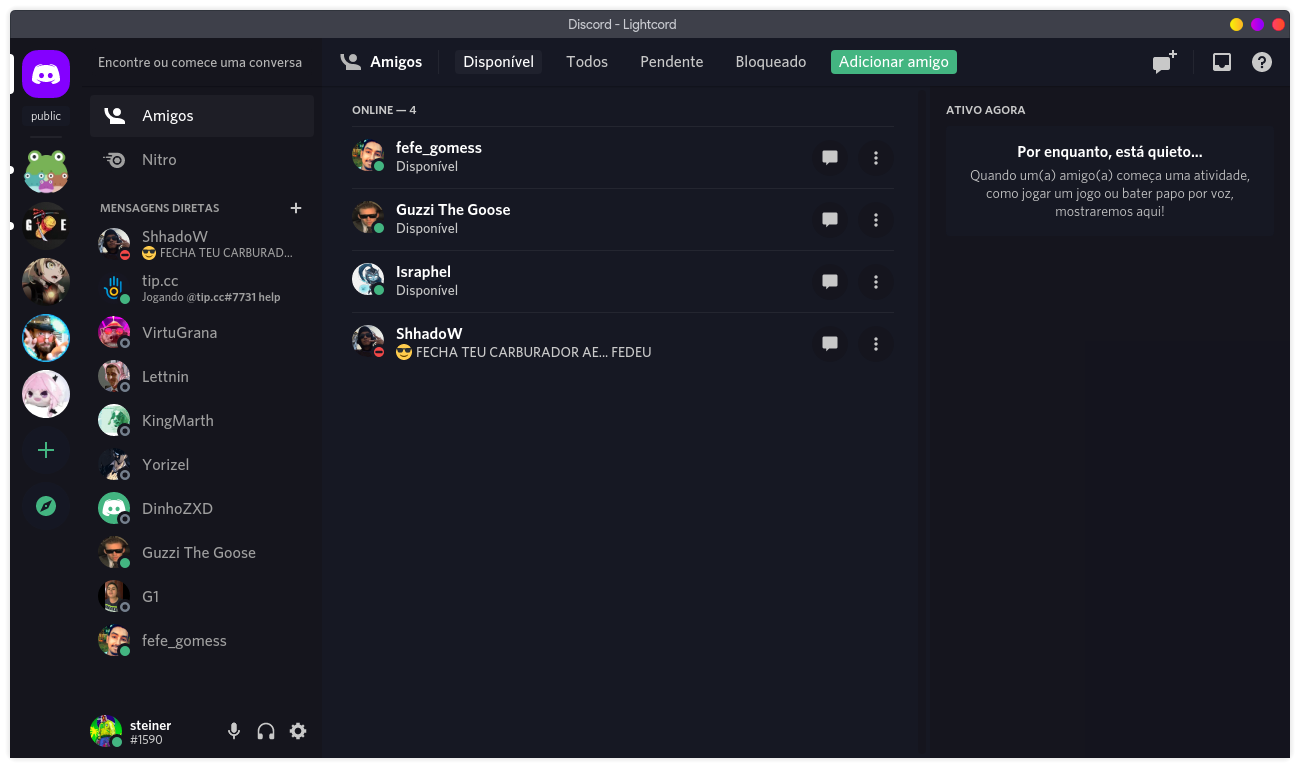 Discord - Lightcord
public
Encontre ou comece uma conversa
Amigos
Nitro
MENSAGENS DIRETAS
ShhadoW
😎 FECHA TEU CARBURAD...
tip.cc
Jogando @tip.cc#7731 help
VirtuGrana
Lettnin
KingMarth
Yorizel
DinhoZXD
Guzzi The Goose
G1
fefe_gomess
steiner
#1590
Amigos
Disponível
Todos
Pendente
Bloqueado
Adicionar amigo
ONLINE — 4
fefe_gomess
Disponível
Guzzi The Goose
Disponível
Israphel
Disponível
ShhadoW
😎 FECHA TEU CARBURADOR AE... FEDEU
ATIVO AGORA
Por enquanto, está quieto...
Quando um(a) amigo(a) começa uma atividade,
como jogar um jogo ou bater papo por voz,
mostraremos aqui!